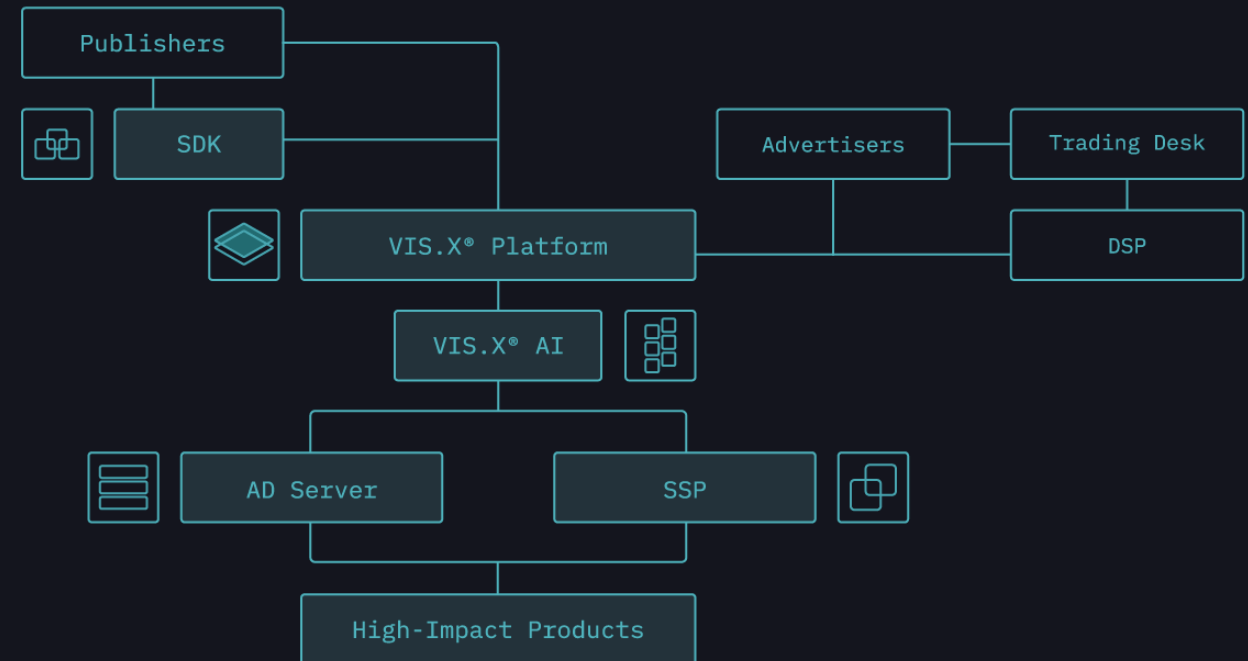 Publishers
SDK
Advertisers
Trading Desk
VIS.X® Platform
DSP
VIS.X® AI
AD Server
SSP
High-Impact Products